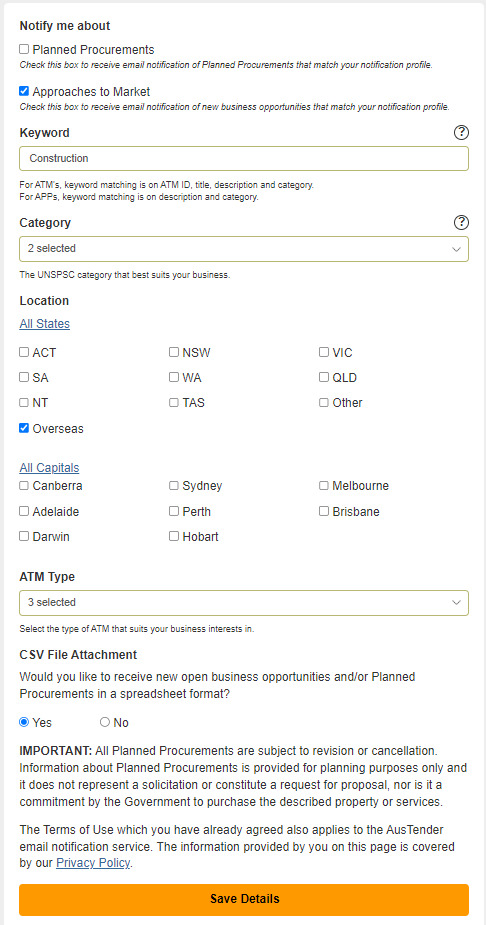 Notify me about
Planned Procurements
Check this box to receive email notification of Planned Procurements that match your notification profile.
Approaches to Market
Check this box to receive email notification of new business opportunities that match your notification profile.
Keyword ?
Construction
For ATM's, keyword matching is on ATM ID, title, description and category.
For APPs, keyword matching is on description and category.
Category ?
2 selected
The UNSPSC category that best suits your business.
Location
All States
ACT NSW VIC
SA WA QLD
NT TAS Other
Overseas
All Capitals
Canberra Sydney Melbourne
Adelaide Perth Brisbane
Darwin Hobart
ATM Type
3 selected
Select the type of ATM that suits your business interests in.
CSV File Attachment
Would you like to receive new open business opportunities and/or Planned
Procurements in a spreadsheet format?
Yes No
IMPORTANT: All Planned Procurements are subject to revision or cancellation.
Information about Planned Procurements is provided for planning purposes only and
it does not represent a solicitation or constitute a request for proposal, nor is it a
commitment by the Government to purchase the described property or services.
The Terms of Use which you have already agreed also applies to the AusTender
email notification service. The information provided by you on this page is covered
by our Privacy Policy.
Save Details